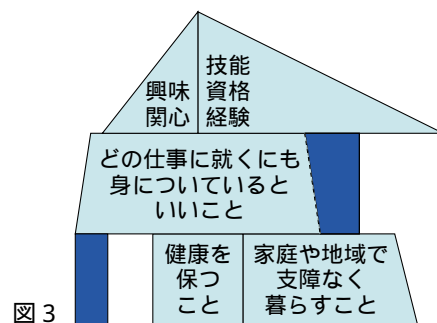 興味
関心
技能
資格
経験
どの仕事に就くにも
身についていると
いいこと
健康を
保つ
こと
家庭や地域で
支障なく
暮らすこと
図3